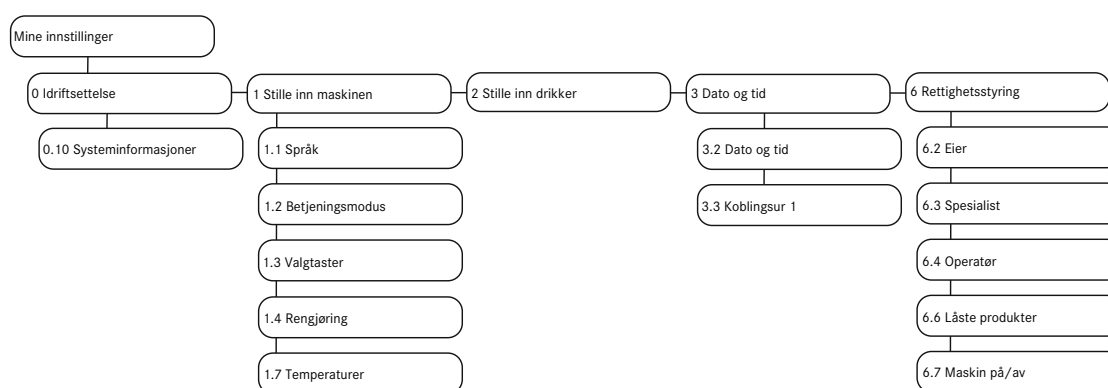 Mine innstillinger
0 Idriftsettelse
0.10 Systeminformasjoner
1 Stille inn maskinen
1.1 Språk
1.2 Betjeningsmodus
1.3 Valgtaster
1.4 Rengjøring
1.7 Temperaturer
2 Stille inn drikker
3 Dato og tid
3.2 Dato og tid
3.3 Koblingsur 1
6 Rettighetsstyring
6.2 Eier
6.3 Spesialist
6.4 Operatør
6.6 Låste produkter
6.7 Maskin på/av